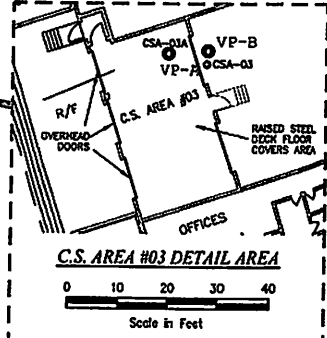 CSA-03A
VP-B
VP-A
CSA-03
R/F
C.S. AREA #03
OVERHEAD
DOORS
RAISED STEEL
DECK FLOOR
COVERS AREA
OFFICES
C.S. AREA #03 DETAIL AREA
0 10 20 30 40
Scale in Feet